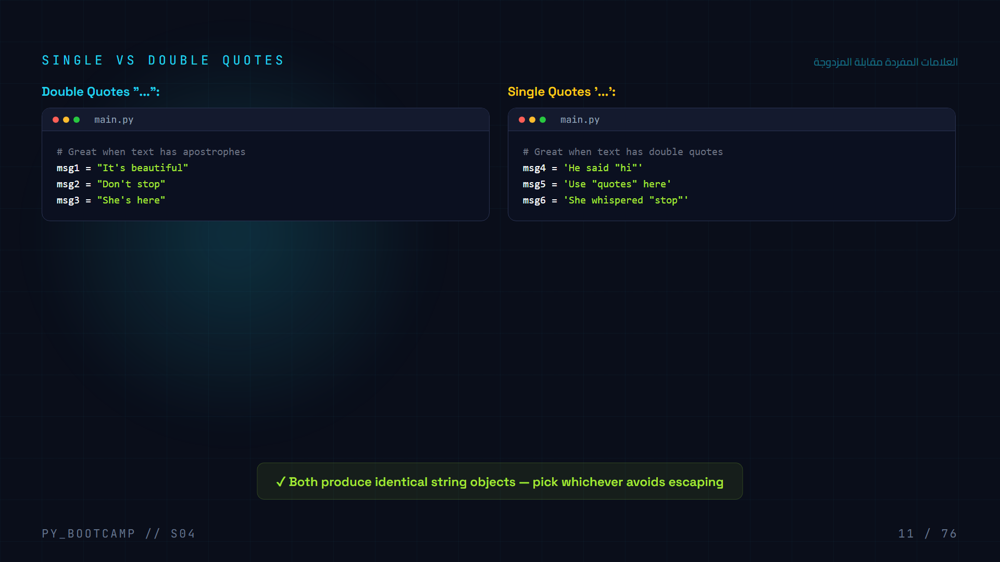 SINGLE VS DOUBLE QUOTES
العلامات المفردة مقابلة المزدوجة
Double Quotes ”...”:
main.py
# Great when text has apostrophes
msg1 = "It's beautiful"
msg2 = "Don't stop"
msg3 = "She's here"
Single Quotes ’...’:
main.py
# Great when text has double quotes
msg4 = 'He said "hi"'
msg5 = 'Use "quotes" here'
msg6 = 'She whispered "stop"'
✓ Both produce identical string objects — pick whichever avoids escaping
PY_BOOTCAMP // S04
11 / 76